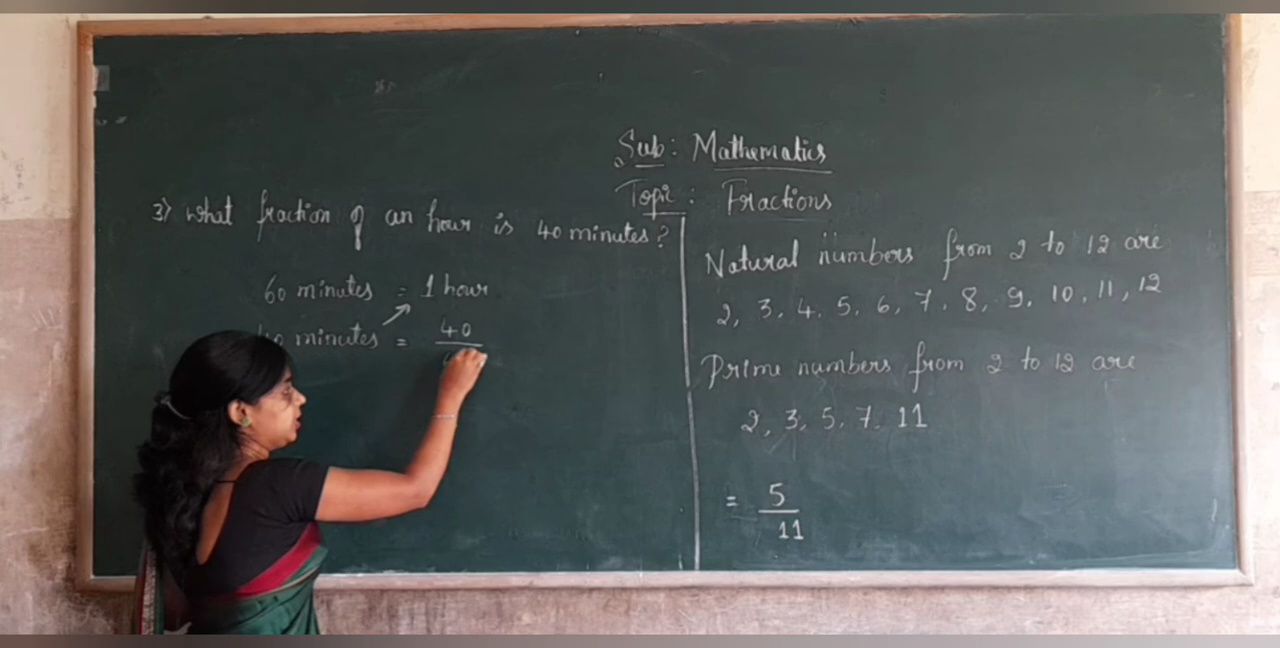 Sub: Mathematics
Topic: Fractions
3) What fraction of an hour is 40 minutes?
60 minutes = 1 hour
minutes = 40
Natural numbers from 2 to 12 are
2, 3, 4, 5, 6, 7, 8, 9, 10, 11, 12
Prime numbers from 2 to 12 are
2, 3, 5, 7, 11
= 5
11